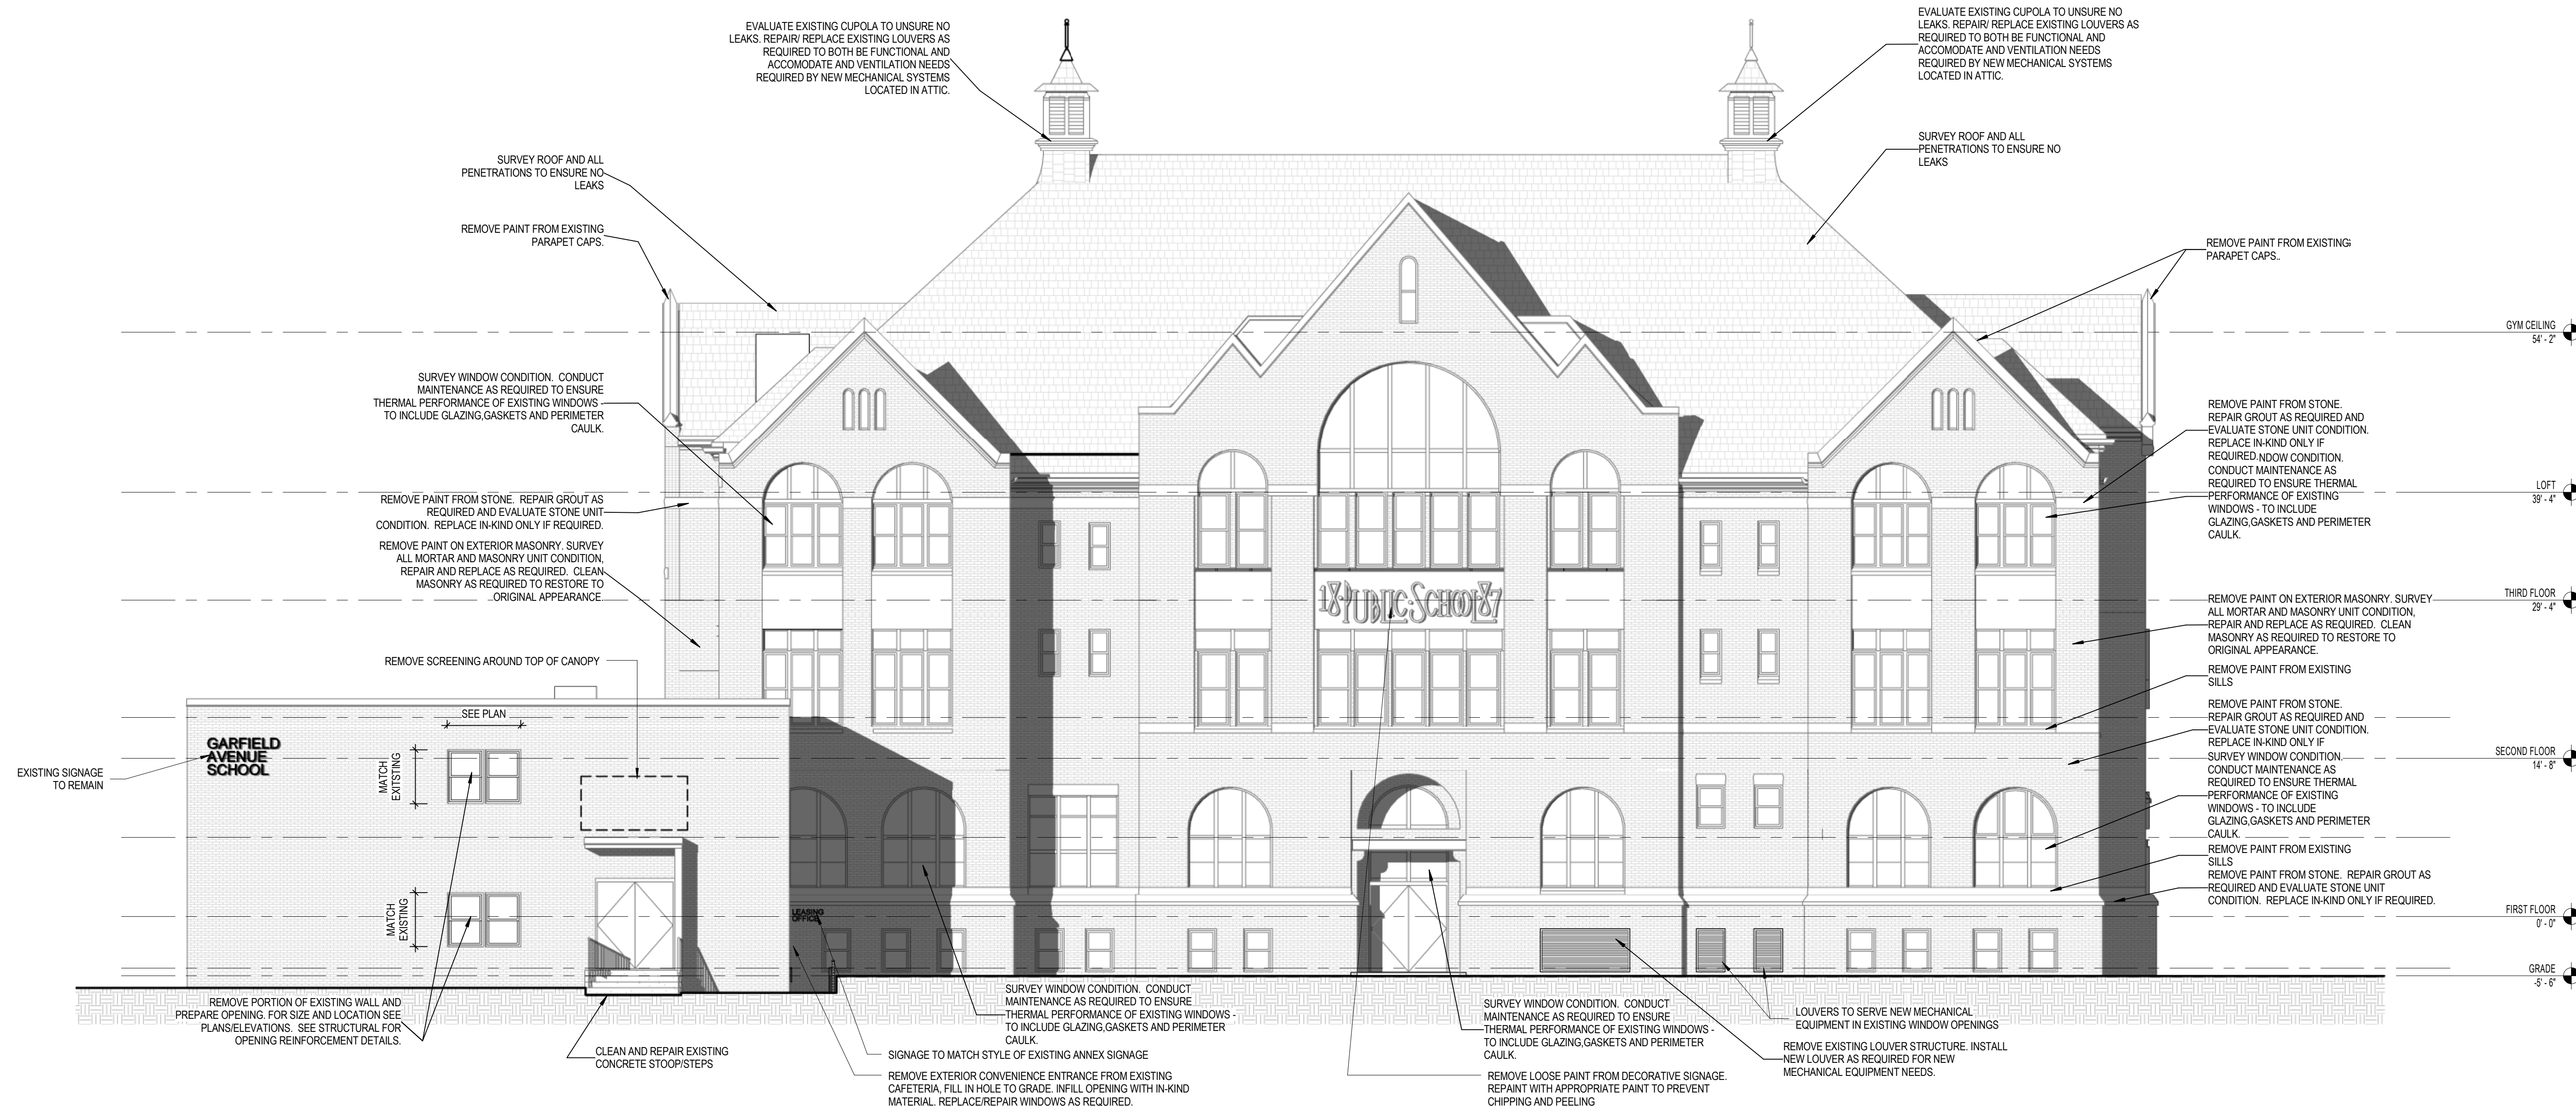 EVALUATE EXISTING CUPOLA TO UNSURE NO
LEAKS. REPAIR/ REPLACE EXISTING LOUVERS AS
REQUIRED TO BOTH BE FUNCTIONAL AND
ACCOMODATE AND VENTILATION NEEDS
REQUIRED BY NEW MECHANICAL SYSTEMS
LOCATED IN ATTIC.
EVALUATE EXISTING CUPOLA TO UNSURE NO
LEAKS. REPAIR/ REPLACE EXISTING LOUVERS AS
REQUIRED TO BOTH BE FUNCTIONAL AND
ACCOMODATE AND VENTILATION NEEDS
REQUIRED BY NEW MECHANICAL SYSTEMS
LOCATED IN ATTIC.
SURVEY ROOF AND ALL
PENETRATIONS TO ENSURE NO
LEAKS
SURVEY ROOF AND ALL
PENETRATIONS TO ENSURE NO
LEAKS
REMOVE PAINT FROM EXISTING
PARAPET CAPS.
REMOVE PAINT FROM EXISTING
PARAPET CAPS..
GYM CEILING
54' - 2"
SURVEY WINDOW CONDITION. CONDUCT
MAINTENANCE AS REQUIRED TO ENSURE
THERMAL PERFORMANCE OF EXISTING WINDOWS -
TO INCLUDE GLAZING,GASKETS AND PERIMETER
CAULK.
REMOVE PAINT FROM STONE.
REPAIR GROUT AS REQUIRED AND
EVALUATE STONE UNIT CONDITION.
REPLACE IN-KIND ONLY IF
REQUIRED.NDOW CONDITION.
CONDUCT MAINTENANCE AS
REQUIRED TO ENSURE THERMAL
PERFORMANCE OF EXISTING
WINDOWS - TO INCLUDE
GLAZING,GASKETS AND PERIMETER
CAULK.
LOFT
39' - 4"
REMOVE PAINT FROM STONE. REPAIR GROUT AS
REQUIRED AND EVALUATE STONE UNIT
CONDITION. REPLACE IN-KIND ONLY IF REQUIRED.
REMOVE PAINT ON EXTERIOR MASONRY. SURVEY
ALL MORTAR AND MASONRY UNIT CONDITION,
REPAIR AND REPLACE AS REQUIRED. CLEAN
MASONRY AS REQUIRED TO RESTORE TO
ORIGINAL APPEARANCE.
18·PUBLIC·SCHOOL·87
REMOVE PAINT ON EXTERIOR MASONRY. SURVEY
ALL MORTAR AND MASONRY UNIT CONDITION,
REPAIR AND REPLACE AS REQUIRED. CLEAN
MASONRY AS REQUIRED TO RESTORE TO
ORIGINAL APPEARANCE.
THIRD FLOOR
29' - 4"
REMOVE SCREENING AROUND TOP OF CANOPY
REMOVE PAINT FROM EXISTING
SILLS
SEE PLAN
MATCH
EXITSTING
GARFIELD
AVENUE
SCHOOL
EXISTING SIGNAGE
TO REMAIN
REMOVE PAINT FROM STONE.
REPAIR GROUT AS REQUIRED AND
EVALUATE STONE UNIT CONDITION.
REPLACE IN-KIND ONLY IF
SURVEY WINDOW CONDITION.
CONDUCT MAINTENANCE AS
REQUIRED TO ENSURE THERMAL
PERFORMANCE OF EXISTING
WINDOWS - TO INCLUDE
GLAZING,GASKETS AND PERIMETER
CAULK.
SECOND FLOOR
14' - 8"
REMOVE PAINT FROM EXISTING
SILLS
REMOVE PAINT FROM STONE. REPAIR GROUT AS
REQUIRED AND EVALUATE STONE UNIT
CONDITION. REPLACE IN-KIND ONLY IF REQUIRED.
MATCH
EXISTING
LEASING
OFFICE
FIRST FLOOR
0' - 0"
GRADE
-5' - 6"
REMOVE PORTION OF EXISTING WALL AND
PREPARE OPENING. FOR SIZE AND LOCATION SEE
PLANS/ELEVATIONS. SEE STRUCTURAL FOR
OPENING REINFORCEMENT DETAILS.
CLEAN AND REPAIR EXISTING
CONCRETE STOOP/STEPS
SURVEY WINDOW CONDITION. CONDUCT
MAINTENANCE AS REQUIRED TO ENSURE
THERMAL PERFORMANCE OF EXISTING WINDOWS -
TO INCLUDE GLAZING,GASKETS AND PERIMETER
CAULK.
SIGNAGE TO MATCH STYLE OF EXISTING ANNEX SIGNAGE
REMOVE EXTERIOR CONVENIENCE ENTRANCE FROM EXISTING
CAFETERIA, FILL IN HOLE TO GRADE. INFILL OPENING WITH IN-KIND
MATERIAL. REPLACE/REPAIR WINDOWS AS REQUIRED.
SURVEY WINDOW CONDITION. CONDUCT
MAINTENANCE AS REQUIRED TO ENSURE
THERMAL PERFORMANCE OF EXISTING WINDOWS -
TO INCLUDE GLAZING,GASKETS AND PERIMETER
CAULK.
REMOVE LOOSE PAINT FROM DECORATIVE SIGNAGE.
REPAINT WITH APPROPRIATE PAINT TO PREVENT
CHIPPING AND PEELING
LOUVERS TO SERVE NEW MECHANICAL
EQUIPMENT IN EXISTING WINDOW OPENINGS
REMOVE EXISTING LOUVER STRUCTURE. INSTALL
NEW LOUVER AS REQUIRED FOR NEW
MECHANICAL EQUIPMENT NEEDS.